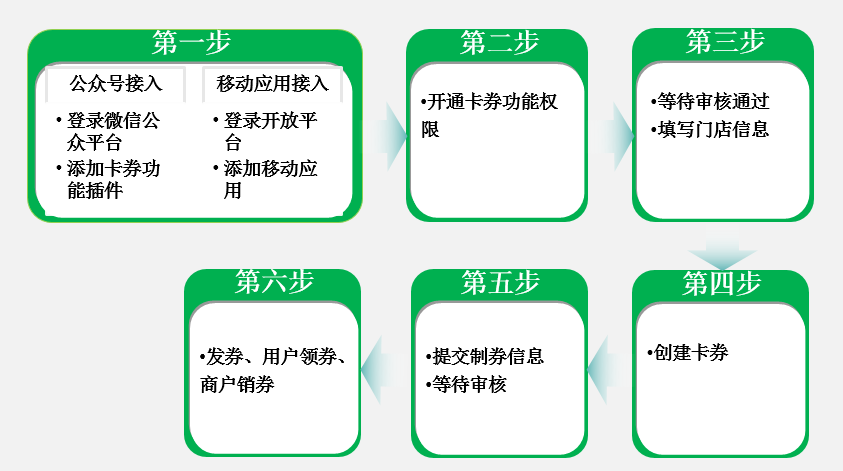 第一步
公众号接入
•登录微信公
众平台
•添加卡券功
能插件
移动应用接入
•登录开放平
台
•添加移动应
用
第二步
•开通卡券功能权
限
第三步
•等待审核通过
•填写门店信息
第四步
•创建卡券
第五步
•提交制券信息
•等待审核
第六步
•发券、用户领券、
商户销券